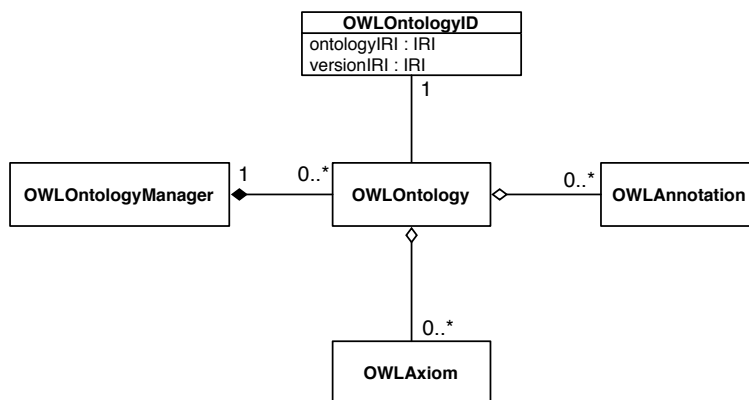 OWLOntologyID
ontologyIRI : IRI
versionIRI : IRI
1
1
0..*
0..*
OWLOntologyManager
OWLOntology
OWLAnnotation
0..*
OWLAxiom